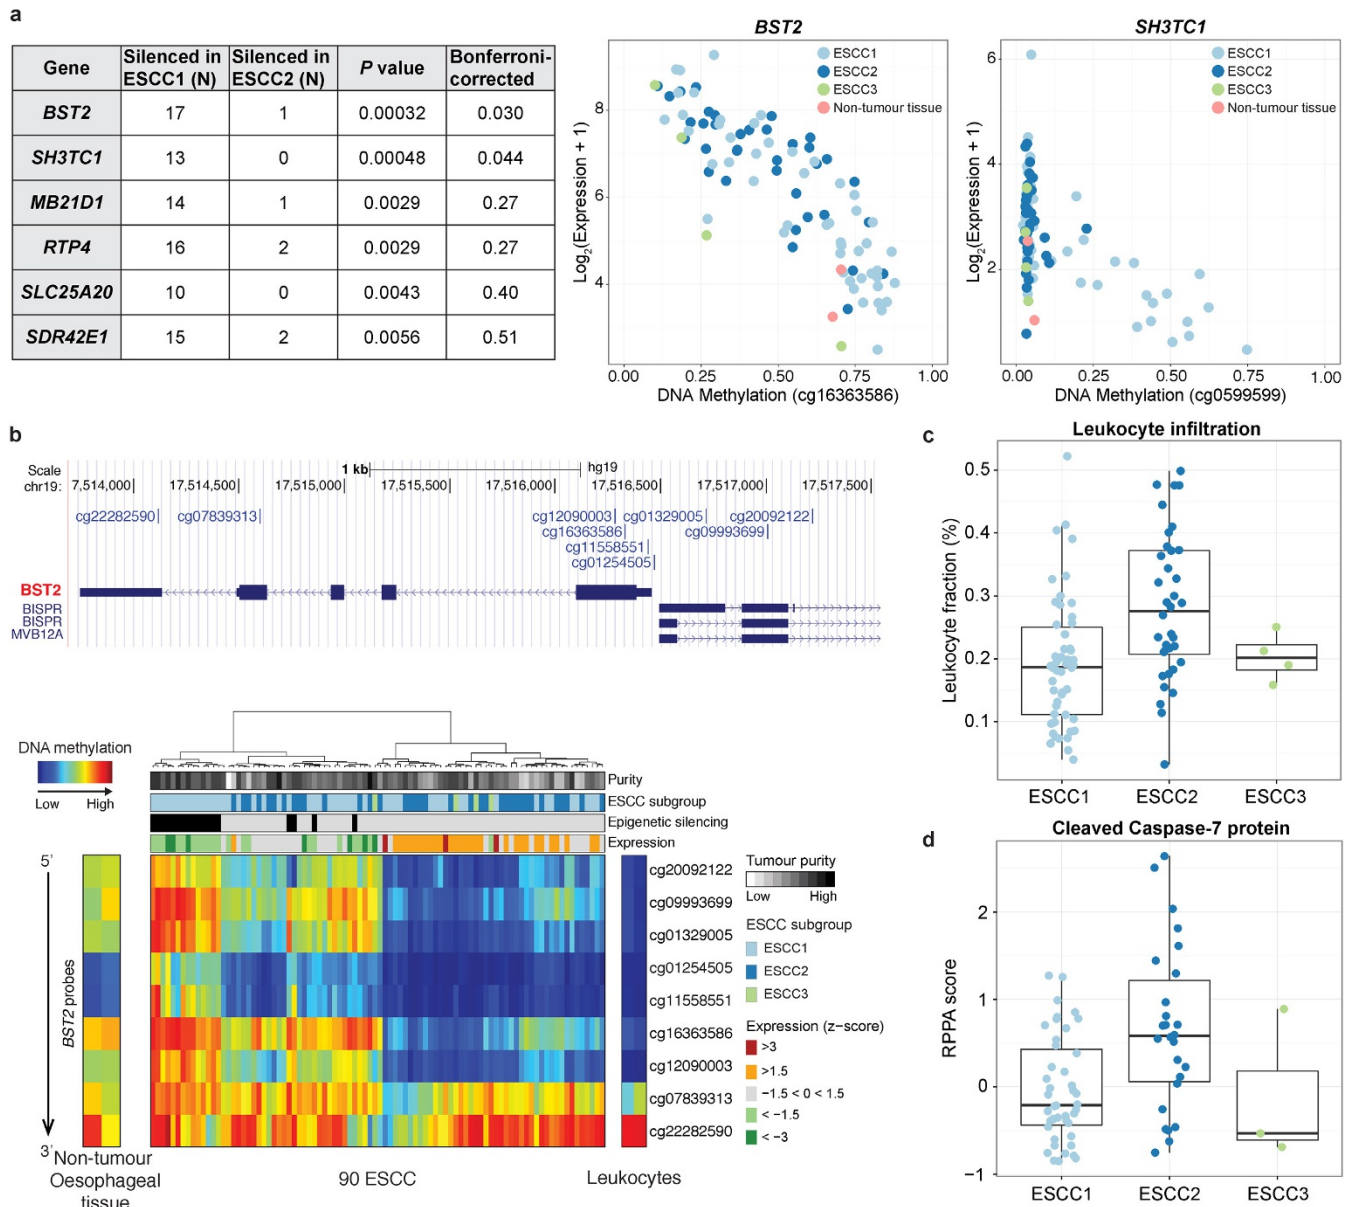 a
Gene | Silenced in ESCC1 (N) | Silenced in ESCC2 (N) | P value | Bonferroni-corrected
BST2 | 17 | 1 | 0.00032 | 0.030
SH3TC1 | 13 | 0 | 0.00048 | 0.044
MB21D1 | 14 | 1 | 0.0029 | 0.27
RTP4 | 16 | 2 | 0.0029 | 0.27
SLC25A20 | 10 | 0 | 0.0043 | 0.40
SDR42E1 | 15 | 2 | 0.0056 | 0.51
BST2
ESCC1
ESCC2
ESCC3
Non-tumour tissue
8
6
4
Log2(Expression + 1)
0.00 0.25 0.50 0.75 1.00
DNA Methylation (cg16363586)
SH3TC1
ESCC1
ESCC2
ESCC3
Non-tumour tissue
6
4
2
Log2(Expression + 1)
0.00 0.25 0.50 0.75 1.00
DNA Methylation (cg0599599)
b
Scale 1 kb hg19
chr19: 17,514,000 17,514,500 17,515,000 17,515,500 17,516,000 17,516,500 17,517,000 17,517,500
cg22282590 cg07839313 cg12090003 cg01329005 cg20092122
cg16363586 cg09993699
cg11558551
cg01254505
BST2
BISPR
BISPR
MVB12A
DNA methylation
Low High
Purity
ESCC subgroup
Epigenetic silencing
Expression
5'
BST2 probes
3'
cg20092122
cg09993699
cg01329005
cg01254505
cg11558551
cg16363586
cg12090003
cg07839313
cg22282590
Non-tumour
Oesophageal
tissue
90 ESCC
Leukocytes
Tumour purity
Low High
ESCC subgroup
ESCC1
ESCC2
ESCC3
Expression (z-score)
>3
>1.5
−1.5 < 0 < 1.5
< −1.5
< −3
c
Leukocyte infiltration
0.5
0.4
0.3
0.2
0.1
Leukocyte fraction (%)
ESCC1 ESCC2 ESCC3
d
Cleaved Caspase-7 protein
2
1
0
−1
RPPA score
ESCC1 ESCC2 ESCC3